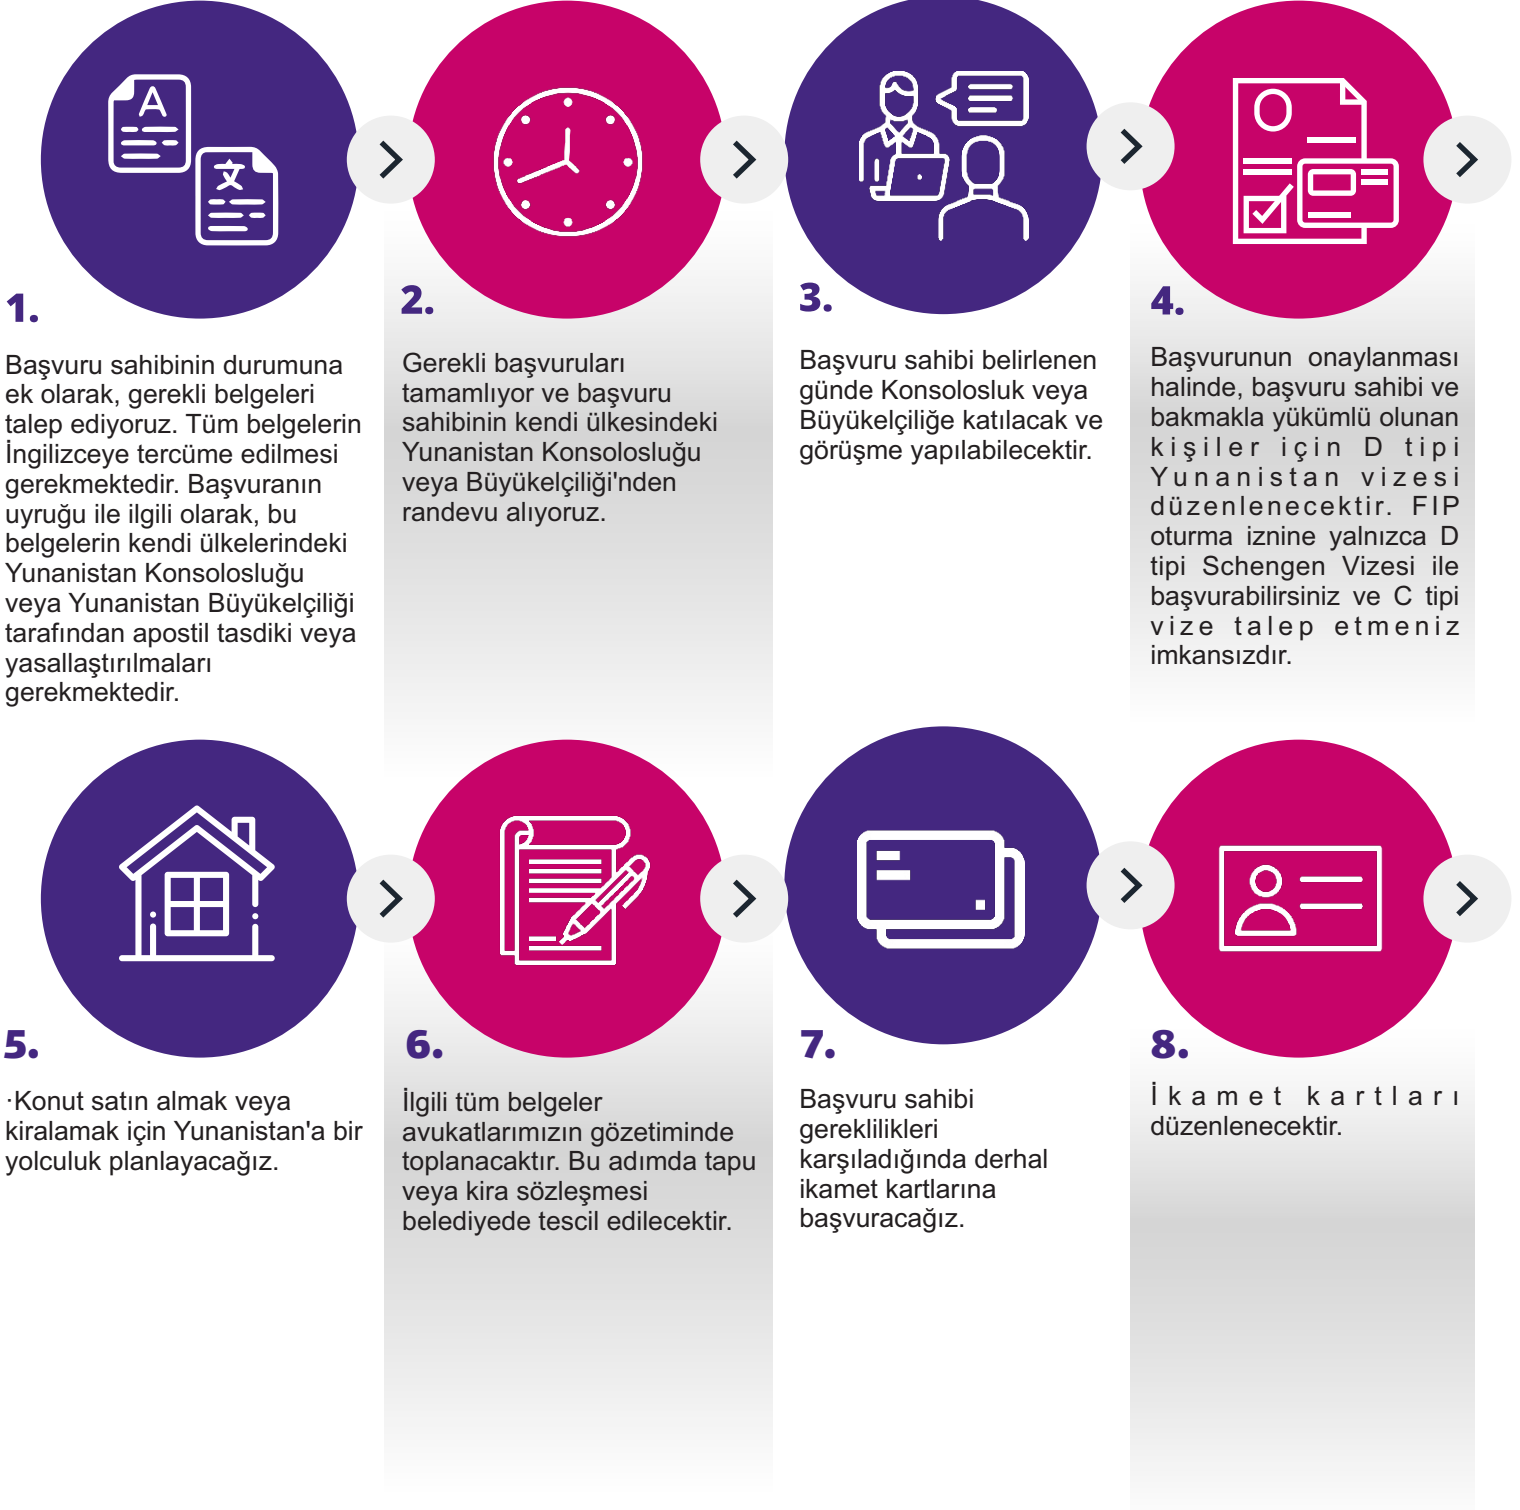 1.
Başvuru sahibinin durumuna
ek olarak, gerekli belgeleri
talep ediyoruz. Tüm belgelerin
İngilizceye tercüme edilmesi
gerekmektedir. Başvuranın
uyruğu ile ilgili olarak, bu
belgelerin kendi ülkelerindeki
Yunanistan Konsolosluğu
veya Yunanistan Büyükelçiliği
tarafından apostil tasdiki veya
yasallaştırılmaları
gerekmektedir.
2.
Gerekli başvuruları
tamamlıyor ve başvuru
sahibinin kendi ülkesindeki
Yunanistan Konsolosluğu
veya Büyükelçiliği'nden
randevu alıyoruz.
3.
Başvuru sahibi belirlenen
günde Konsolosluk veya
Büyükelçiliğe katılacak ve
görüşme yapılabilecektir.
4.
Başvurunun onaylanması
halinde, başvuru sahibi ve
bakmakla yükümlü olunan
kişiler için D tipi
Yunanistan vizesi
düzenlenecektir. FIP
oturma iznine yalnızca D
tipi Schengen Vizesi ile
başvurabilirsiniz ve C tipi
vize talep etmeniz
imkansızdır.
5.
·Konut satın almak veya
kiralamak için Yunanistan'a bir
yolculuk planlayacağız.
6.
İlgili tüm belgeler
avukatlarımızın gözetiminde
toplanacaktır. Bu adımda tapu
veya kira sözleşmesi
belediyede tescil edilecektir.
7.
Başvuru sahibi
gereklilikleri
karşıladığında derhal
ikamet kartlarına
başvuracağız.
8.
İkamet kartları
düzenlenecektir.
A
文